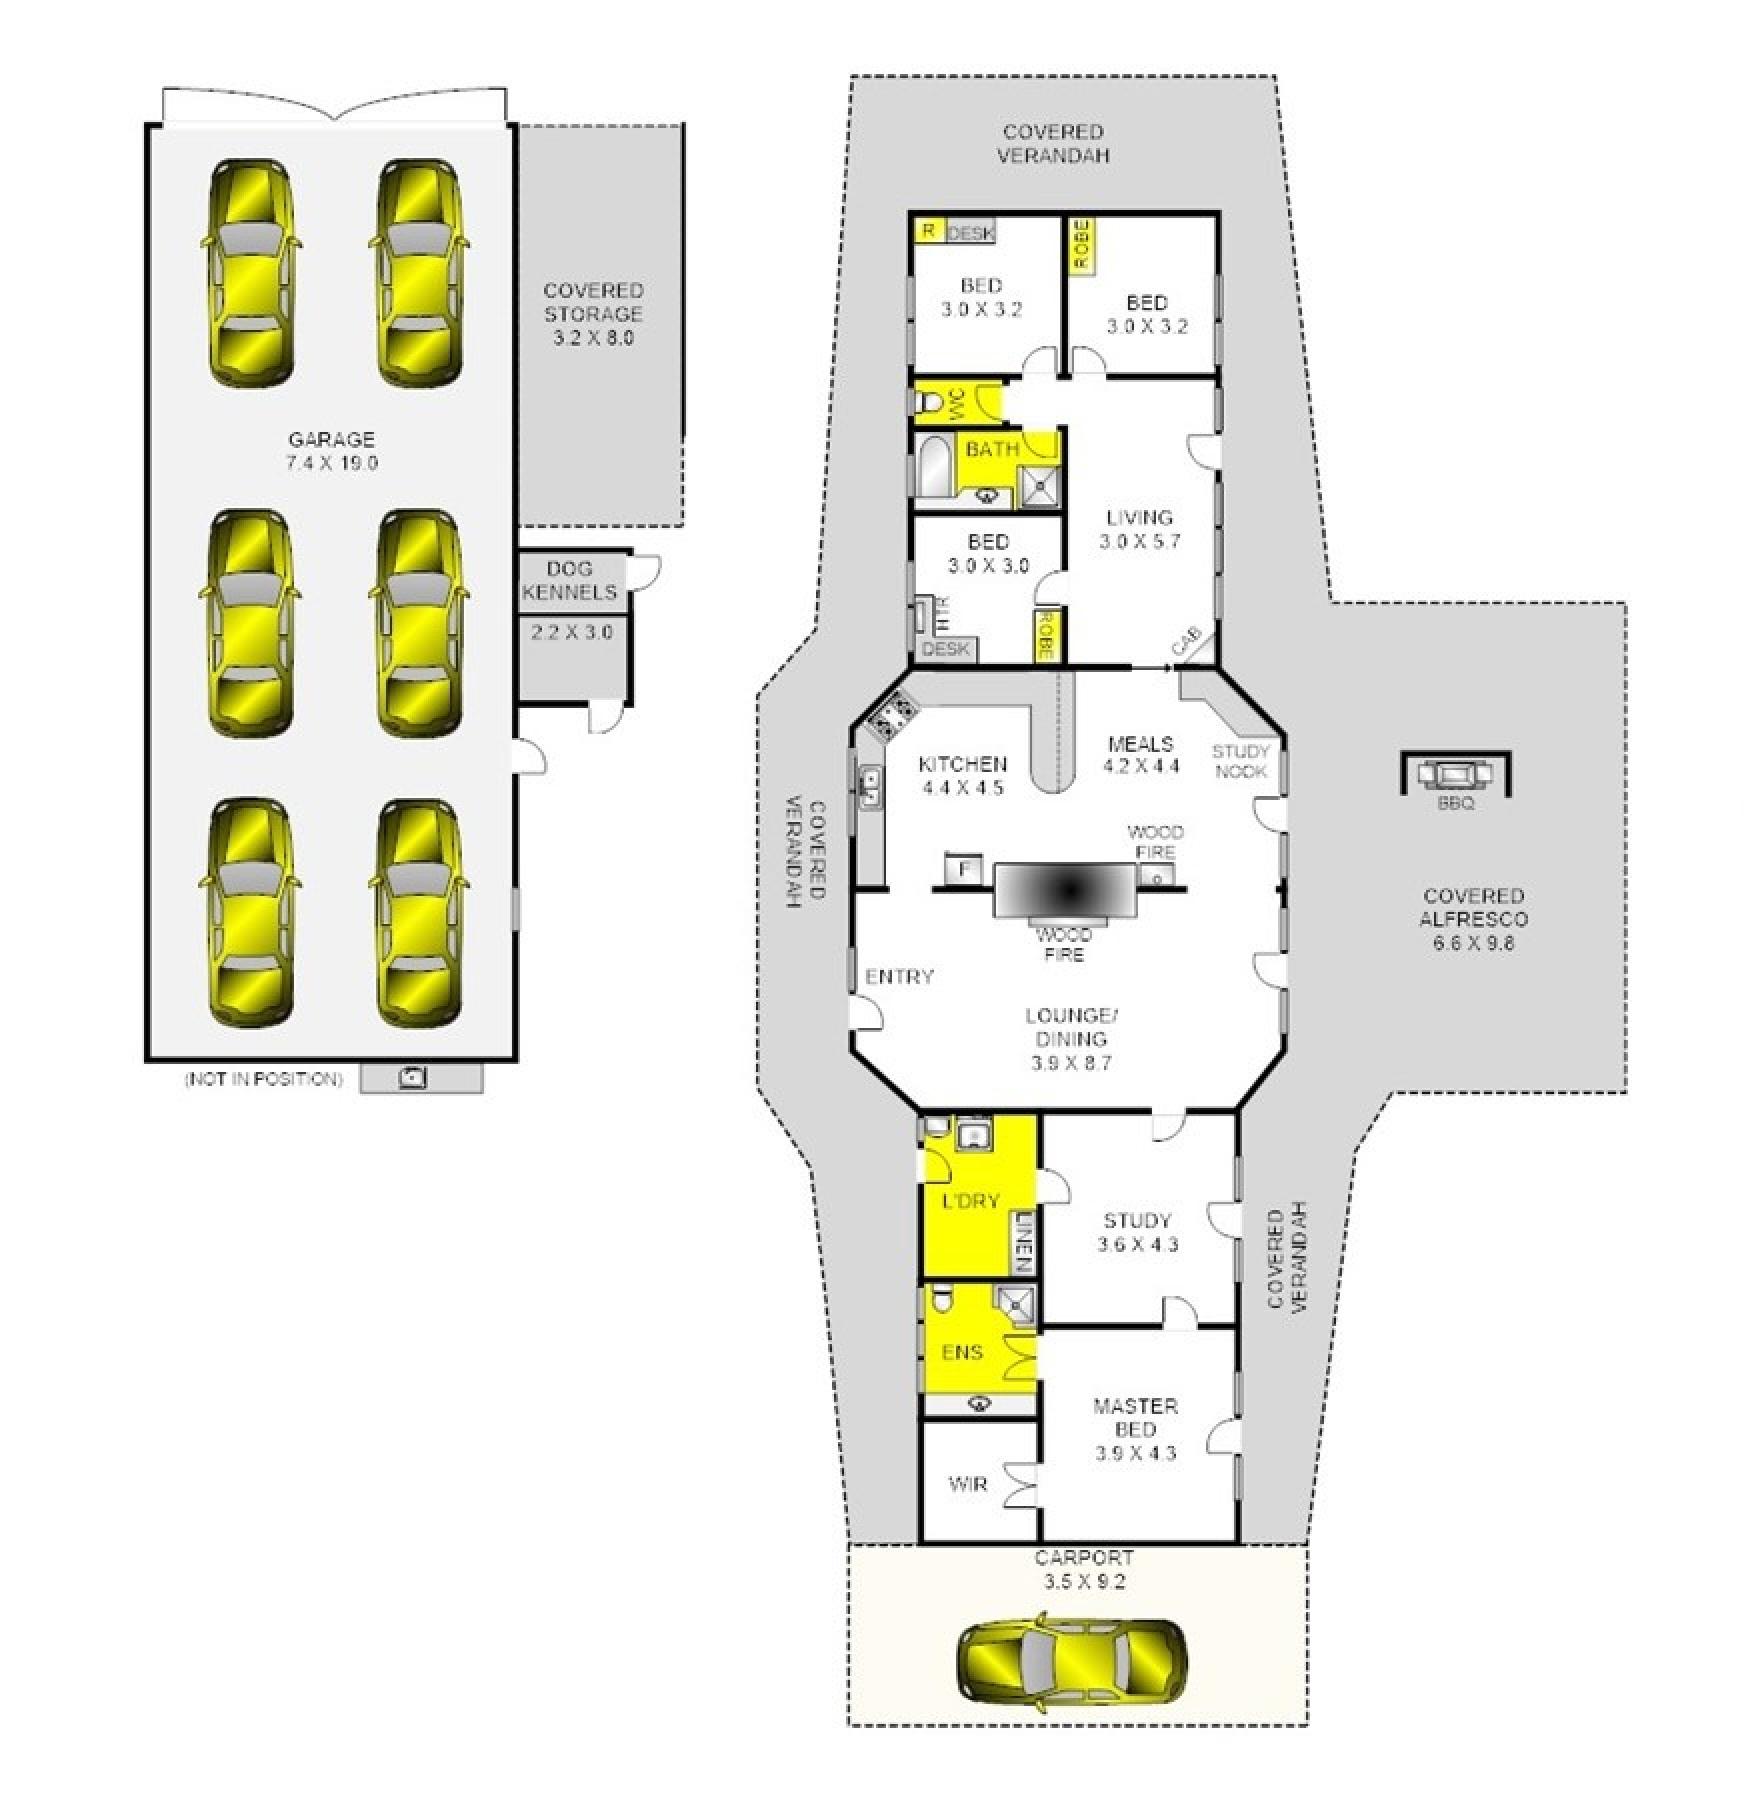 COVERED
VERANDAH
R
DESK
ROBE
BED
3.0 X 3.2
BED
3.0 X 3.2
COVERED
STORAGE
3.2 X 8.0
GARAGE
7.4 X 19.0
WC
BATH
LIVING
3.0 X 5.7
BED
3.0 X 3.0
HTR
DESK
ROBE
CAB
DOG
KENNELS
2.2 X 3.0
KITCHEN
4.4 X 4.5
MEALS
4.2 X 4.4
STUDY
NOOK
BBQ
COVERED
VERANDAH
WOOD
FIRE
F
WOOD
FIRE
COVERED
ALFRESCO
6.6 X 9.8
ENTRY
LOUNGE/
DINING
3.9 X 8.7
(NOT IN POSITION)
L'DRY
LINEN
STUDY
3.6 X 4.3
COVERED
VERANDAH
ENS
MASTER
BED
3.9 X 4.3
WIR
CARPORT
3.5 X 9.2